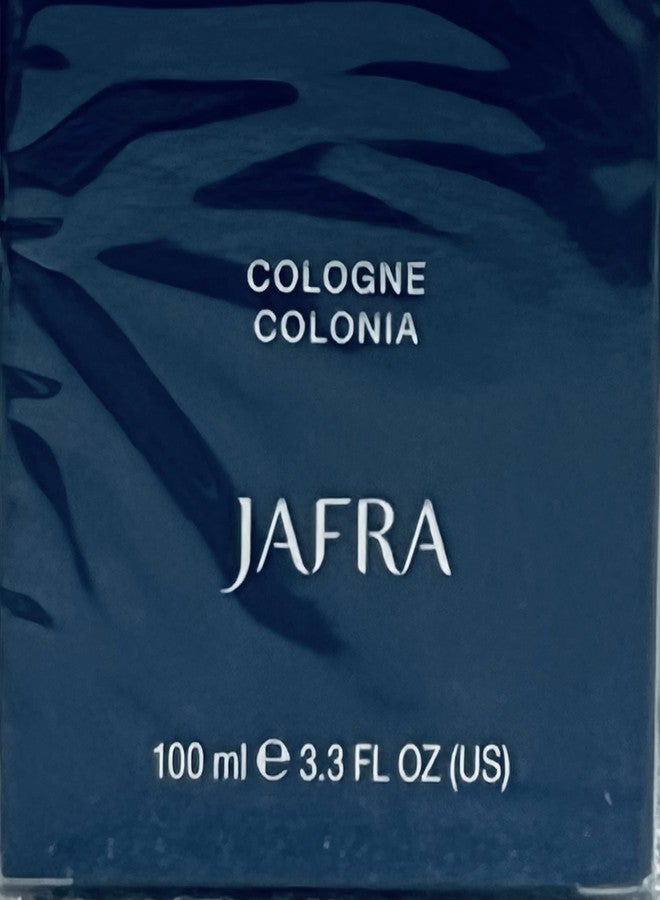 COLOGNE
COLONIA
JAFRA
100 ml ℮ 3.3 FL OZ (US)